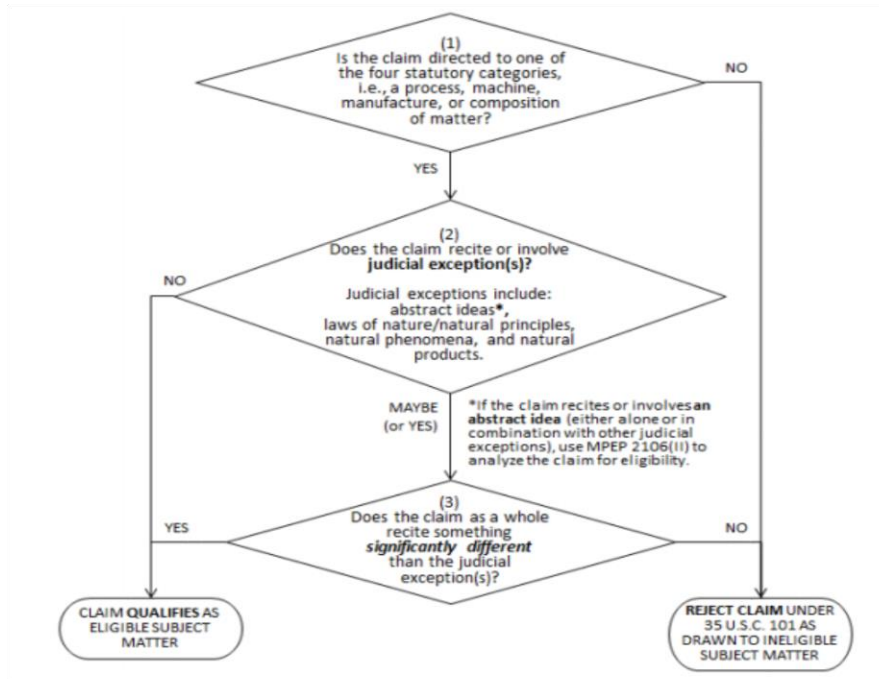 (1)
Is the claim directed to one of
the four statutory categories,
i.e., a process, machine,
manufacture, or composition
of matter?
NO
YES
(2)
Does the claim recite or involve
judicial exception(s)?
NO
Judicial exceptions include:
abstract ideas*,
laws of nature/natural principles,
natural phenomena, and natural
products.
MAYBE
(or YES)
*If the claim recites or involves an
abstract idea (either alone or in
combination with other judicial
exceptions), use MPEP 2106(II) to
analyze the claim for eligibility.
(3)
Does the claim as a whole
recite something
significantly different
than the judicial
exception(s)?
YES
NO
CLAIM QUALIFIES AS
ELIGIBLE SUBJECT
MATTER
REJECT CLAIM UNDER
35 U.S.C. 101 AS
DRAWN TO INELIGIBLE
SUBJECT MATTER